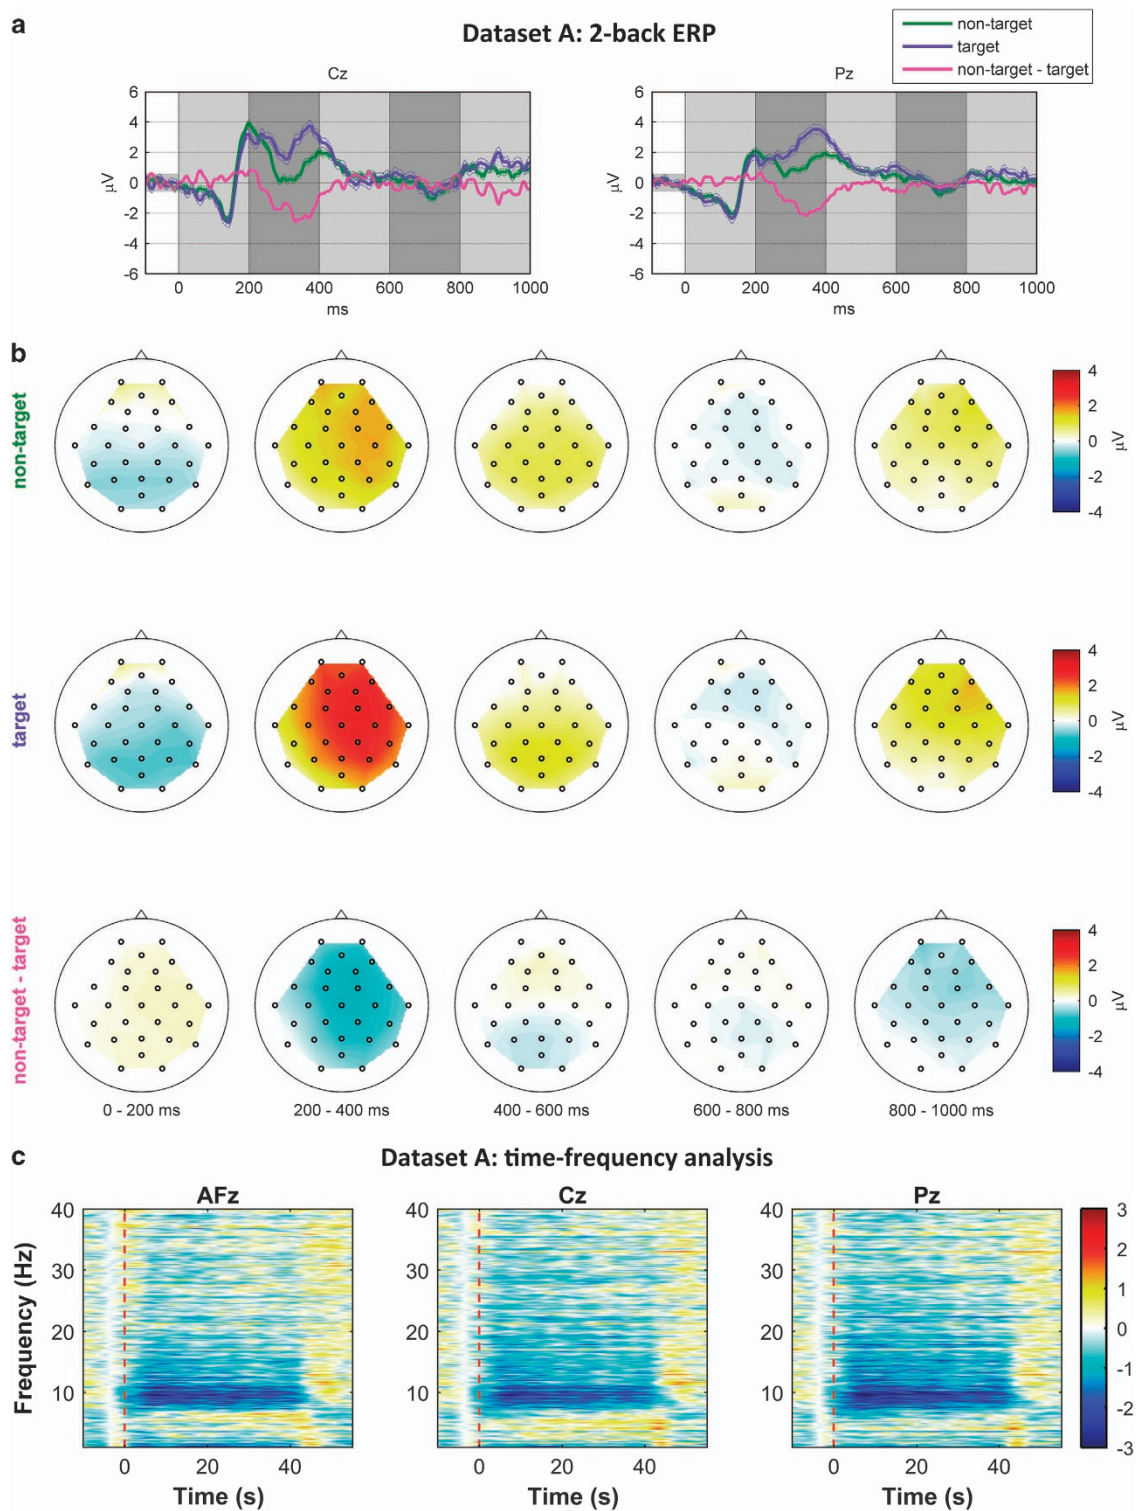 a
Dataset A: 2-back ERP
non-target
target
non-target - target
Cz
Pz
6
4
2
0
-2
-4
-6
µV
0 200 400 600 800 1000
ms
6
4
2
0
-2
-4
-6
µV
0 200 400 600 800 1000
ms
b
non-target
4
2
0
-2
-4
µV
target
4
2
0
-2
-4
µV
non-target - target
4
2
0
-2
-4
µV
0 - 200 ms 200 - 400 ms 400 - 600 ms 600 - 800 ms 800 - 1000 ms
c
Dataset A: time-frequency analysis
AFz Cz Pz
Frequency (Hz)
40
30
20
10
0 20 40
Time (s)
40
30
20
10
0 20 40
Time (s)
40
30
20
10
0 20 40
Time (s)
3
2
1
0
-1
-2
-3